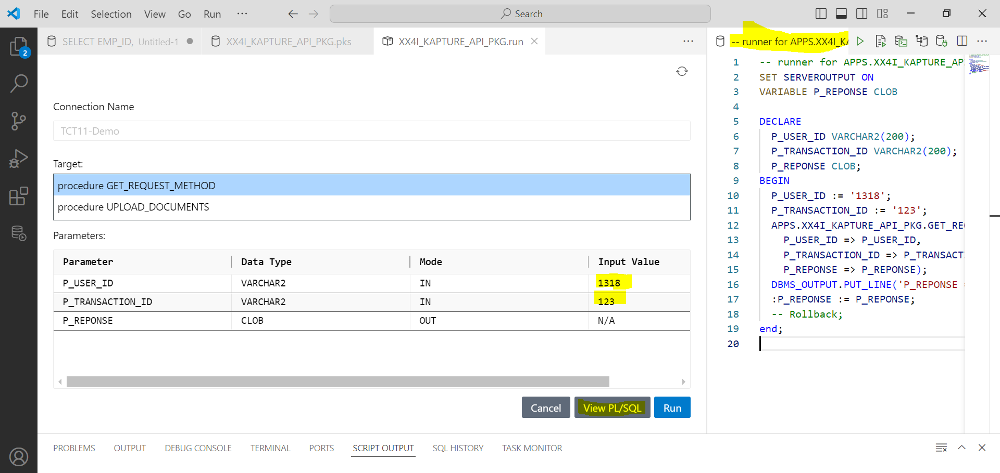 File Edit Selection View Go Run ··· Search
SELECT EMP_ID, Untitled-1
XX4I_KAPTURE_API_PKG.pks
XX4I_KAPTURE_API_PKG.run
-- runner for APPS.XX4I_KA
2
Connection Name
TCT11-Demo
Target:
procedure GET_REQUEST_METHOD
procedure UPLOAD_DOCUMENTS
Parameters:
Parameter Data Type Mode Input Value
P_USER_ID VARCHAR2 IN 1318
P_TRANSACTION_ID VARCHAR2 IN 123
P_REPONSE CLOB OUT N/A
Cancel View PL/SQL Run
1 -- runner for APPS.XX4I_KAPTURE_AP
2 SET SERVEROUTPUT ON
3 VARIABLE P_REPONSE CLOB
4
5 DECLARE
6 P_USER_ID VARCHAR2(200);
7 P_TRANSACTION_ID VARCHAR2(200);
8 P_REPONSE CLOB;
9 BEGIN
10 P_USER_ID := '1318';
11 P_TRANSACTION_ID := '123';
12 APPS.XX4I_KAPTURE_API_PKG.GET_RE
13 P_USER_ID => P_USER_ID,
14 P_TRANSACTION_ID => P_TRANSACT
15 P_REPONSE => P_REPONSE);
16 DBMS_OUTPUT.PUT_LINE('P_REPONSE =
17 :P_REPONSE := P_REPONSE;
18 -- Rollback;
19 end;
20
PROBLEMS OUTPUT DEBUG CONSOLE TERMINAL PORTS SCRIPT OUTPUT SQL HISTORY TASK MONITOR